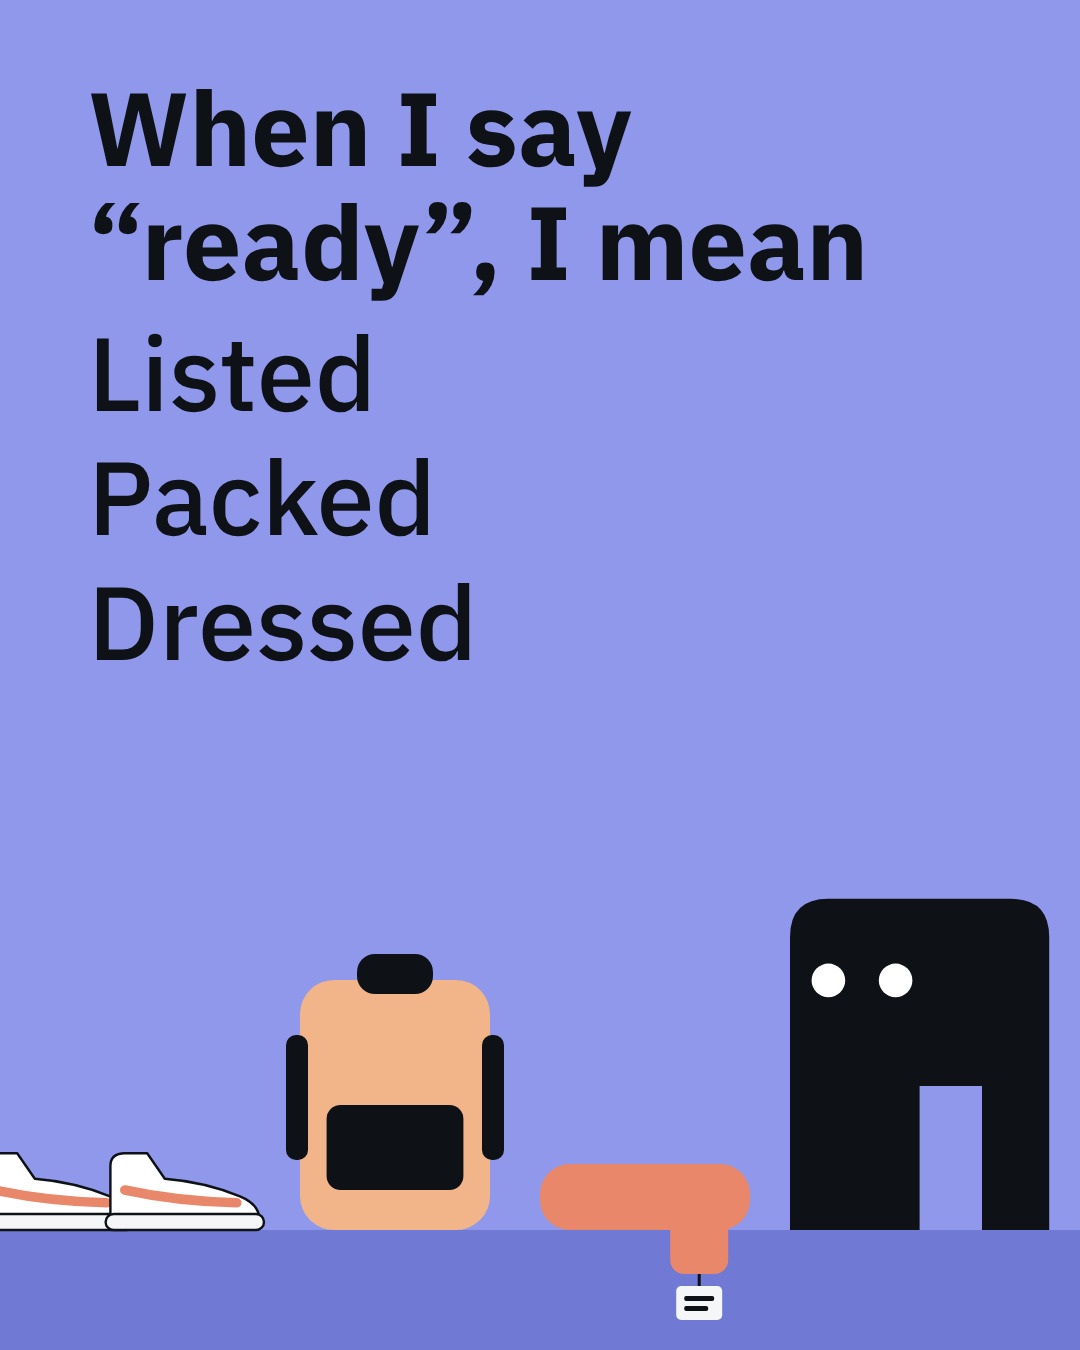 When I say
“ready”, I mean
Listed
Packed
Dressed